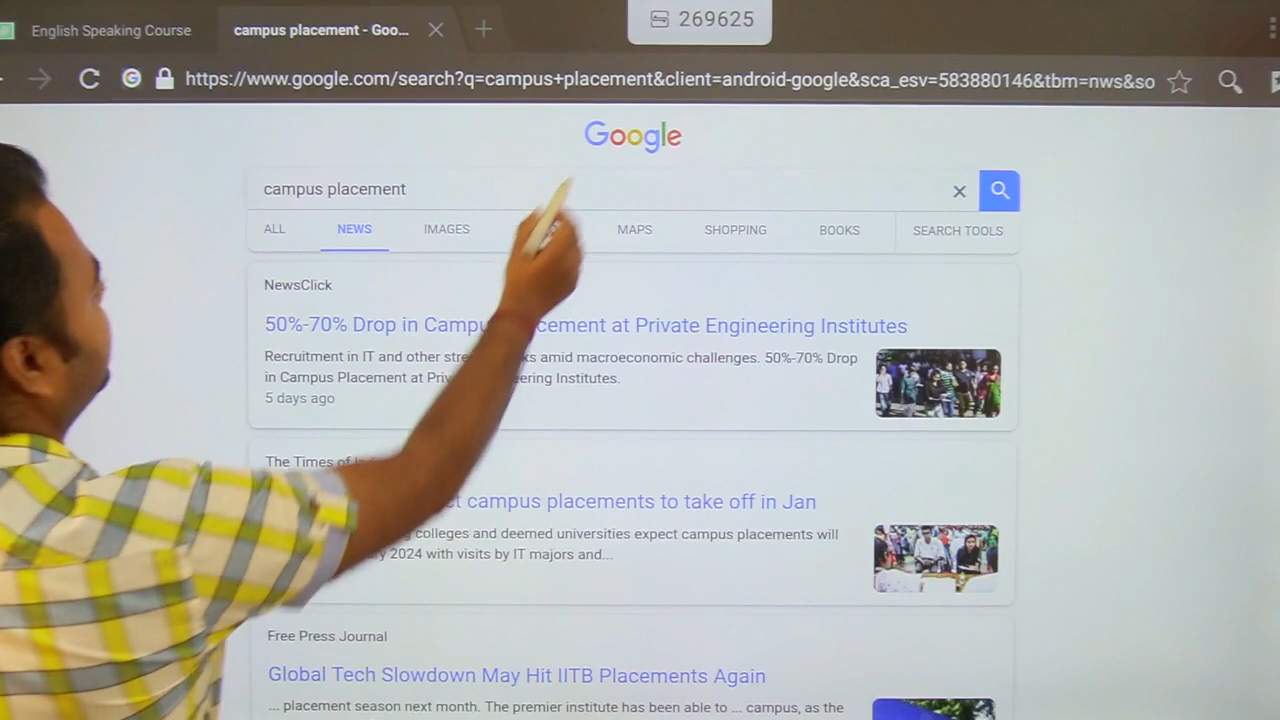 269625
English Speaking Course
campus placement - Goo...
https://www.google.com/search?q=campus+placement&client=android-google&sca_esv=583880146&tbm=nws&so
Google
campus placement
ALL NEWS IMAGES MAPS SHOPPING BOOKS SEARCH TOOLS
NewsClick
50%-70% Drop in Campu cement at Private Engineering Institutes
Recruitment in IT and other stre ks amid macroeconomic challenges. 50%-70% Drop
in Campus Placement at Priv eering Institutes.
5 days ago
The Times of
campus placements to take off in Jan
colleges and deemed universities expect campus placements will
2024 with visits by IT majors and...
Free Press Journal
Global Tech Slowdown May Hit IITB Placements Again
... placement season next month. The premier institute has been able to ... campus, as the